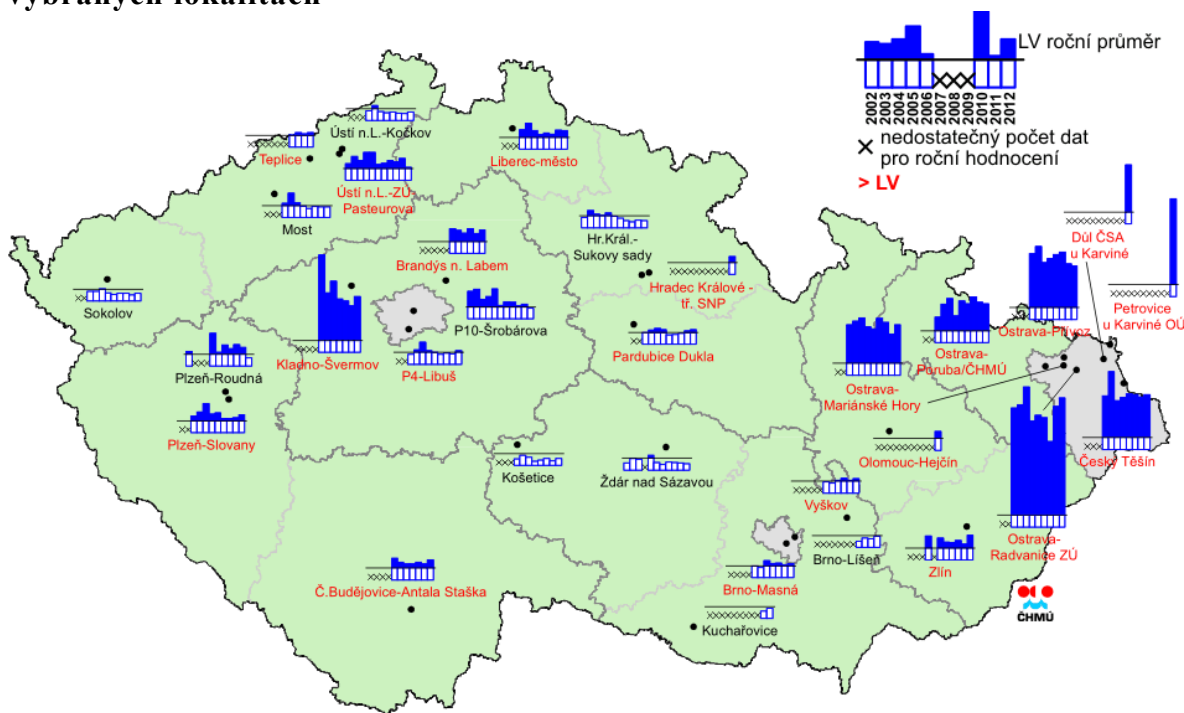 vybraných lokalitách
LV roční průměr
2002
2003
2004
2005
2006
2007
2008
2009
2010
2011
2012
nedostatečný počet dat
pro roční hodnocení
> LV
Ústí n.L.-Kočkov
Teplice
Liberec-město
Ústí n.L.-ZÚ-
Pasteurova
Most
Hr.Král.-
Sukovy sady
Důl ČSA
u Karviné
Brandýs n. Labem
Hradec Králové -
tř. SNP
Sokolov
Petrovice
u Karviné OÚ
P10-Šrobárova
Ostrava-Přívoz
Plzeň-Roudná
Kladno-Švermov
P4-Libuš
Pardubice Dukla
Ostrava-
Poruba/ČHMÚ
Ostrava-
Mariánské Hory
Plzeň-Slovany
Olomouc-Hejčín
Český Těšín
Košetice
Ždár nad Sázavou
Vyškov
Ostrava-
Radvanice ZÚ
Brno-Líšeň
Zlín
Č.Budějovice-Antala Staška
Brno-Masná
ČHMÚ
Kuchařovice